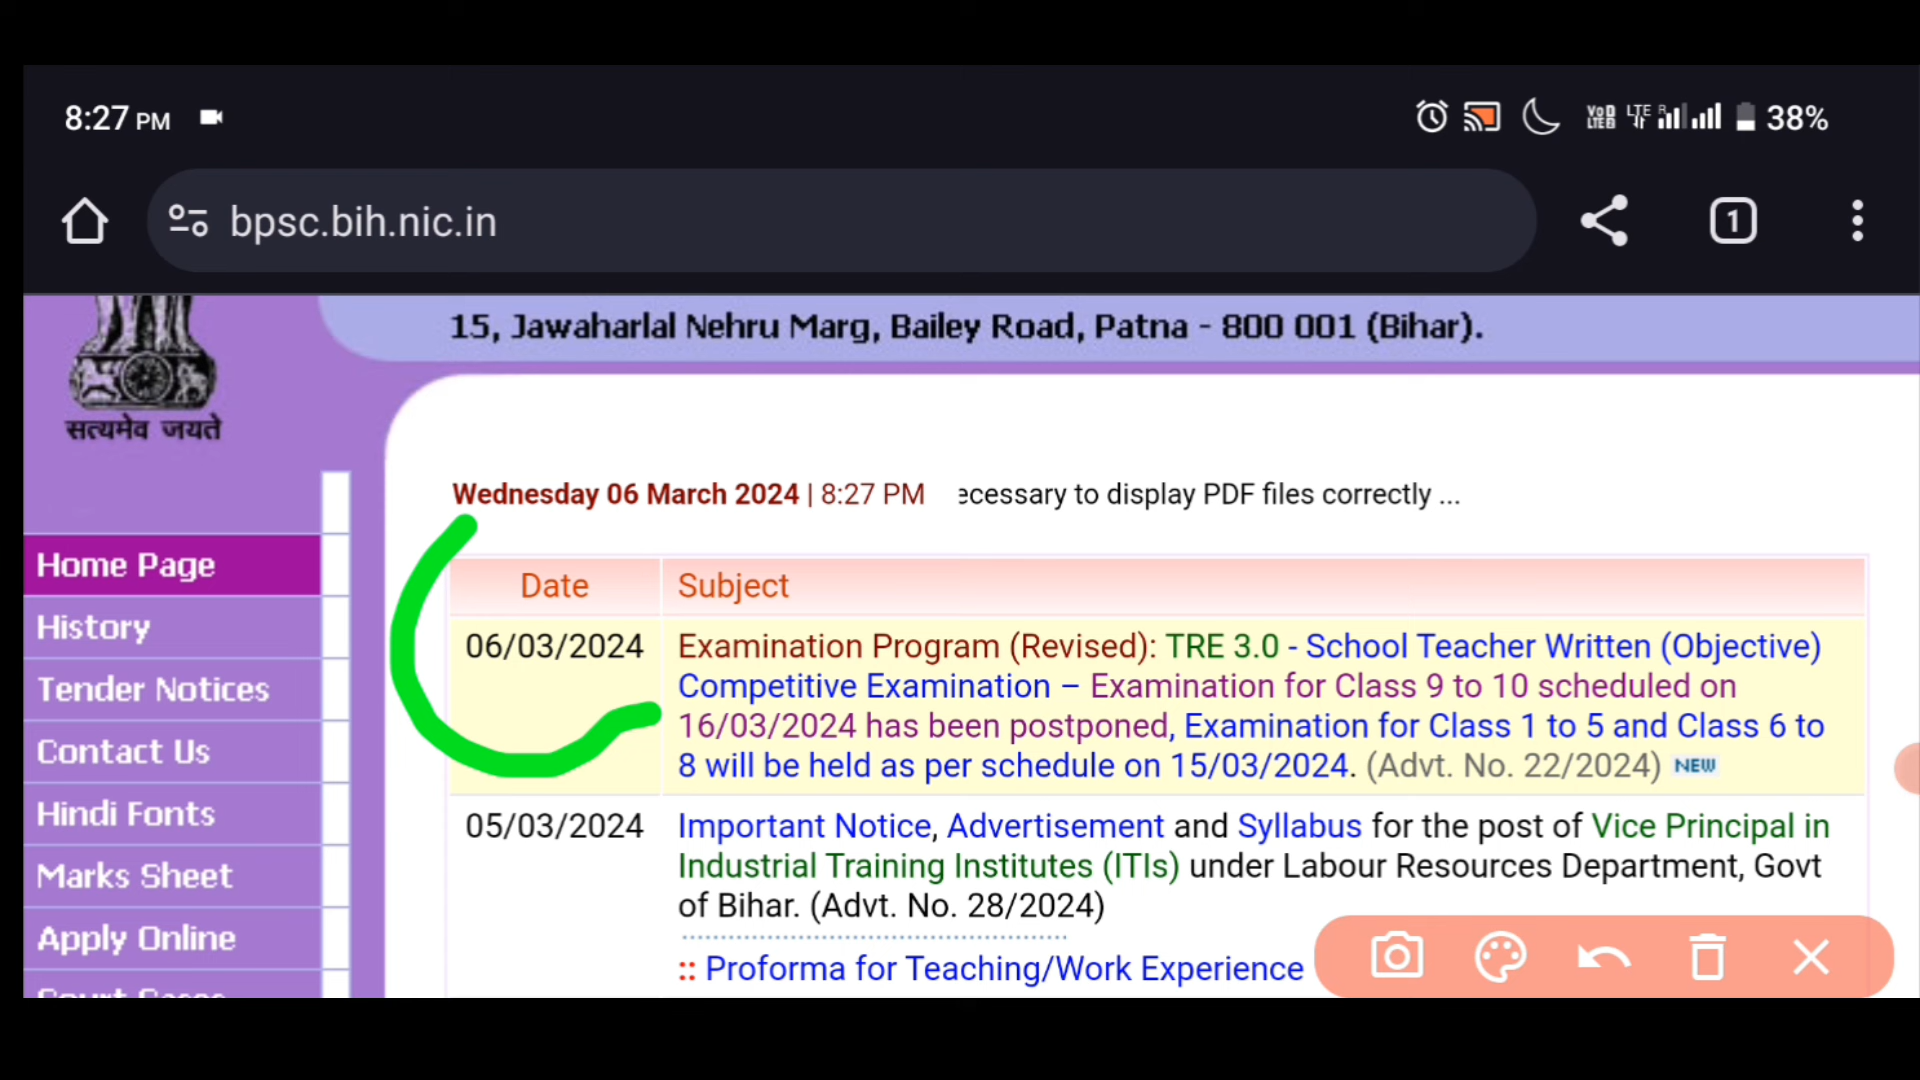 8:27 PM
VoD LTE2 LTE R 38%
bpsc.bih.nic.in
1
15, Jawaharlal Nehru Marg, Bailey Road, Patna - 800 001 (Bihar).
सत्यमेव जयते
Wednesday 06 March 2024 | 8:27 PM ecessary to display PDF files correctly ...
Home Page
History
Tender Notices
Contact Us
Hindi Fonts
Marks Sheet
Apply Online
Court Cases
Date Subject
06/03/2024 Examination Program (Revised): TRE 3.0 - School Teacher Written (Objective)
Competitive Examination – Examination for Class 9 to 10 scheduled on
16/03/2024 has been postponed, Examination for Class 1 to 5 and Class 6 to
8 will be held as per schedule on 15/03/2024. (Advt. No. 22/2024) NEW
05/03/2024 Important Notice, Advertisement and Syllabus for the post of Vice Principal in
Industrial Training Institutes (ITIs) under Labour Resources Department, Govt
of Bihar. (Advt. No. 28/2024)
:: Proforma for Teaching/Work Experience